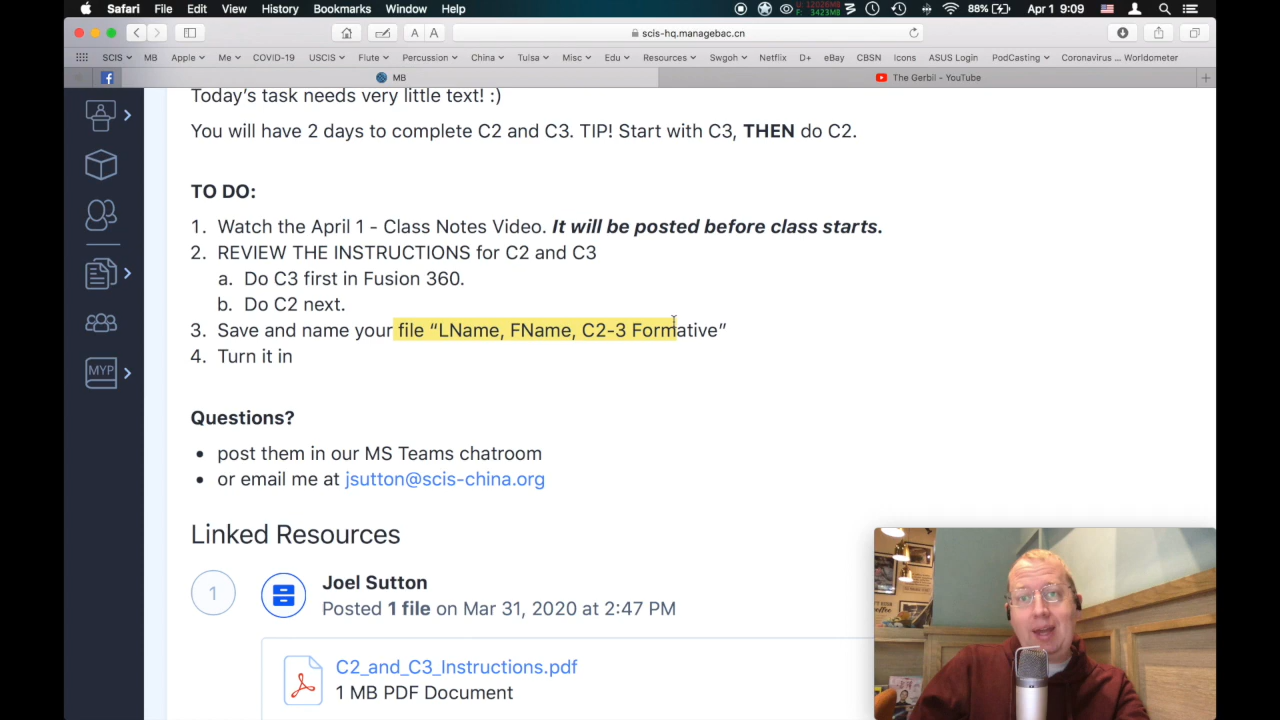 Safari File Edit View History Bookmarks Window Help 88% Apr 1 9:09
scis-hq.managebac.cn
SCIS MB Apple Me COVID-19 USCIS Flute Percussion China Tulsa Misc Edu Resources Swgoh Netflix D+ eBay CBSN Icons ASUS Login PodCasting Coronavirus ... Worldometer
MB The Gerbil - YouTube
Today's task needs very little text! :)
You will have 2 days to complete C2 and C3. TIP! Start with C3, THEN do C2.
TO DO:
1. Watch the April 1 - Class Notes Video. It will be posted before class starts.
2. REVIEW THE INSTRUCTIONS for C2 and C3
a. Do C3 first in Fusion 360.
b. Do C2 next.
3. Save and name your file “LName, FName, C2-3 Formative”
4. Turn it in
MYP
Questions?
• post them in our MS Teams chatroom
• or email me at jsutton@scis-china.org
Linked Resources
1
Joel Sutton
Posted 1 file on Mar 31, 2020 at 2:47 PM
C2_and_C3_Instructions.pdf
1 MB PDF Document